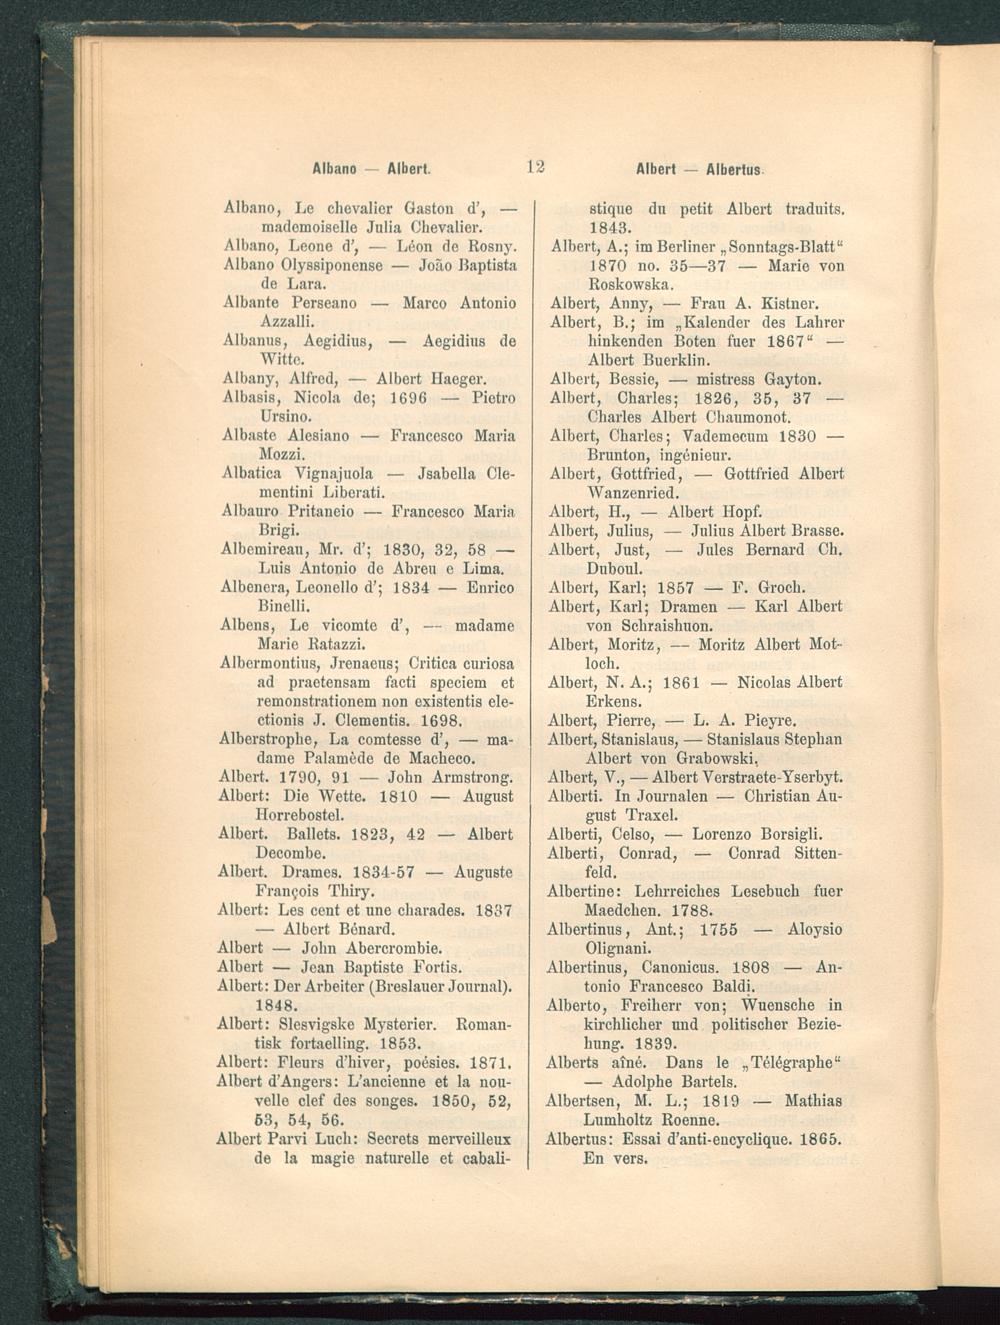 Albano — Albert.
12
Albert — Albertus.
Albano, Le chevalier Gaston d’, —
mademoiselle Julia Chevalier.
Albano, Leone d’, — Léon de Rosny.
Albano Olyssiponense — João Baptista
de Lara.
Albante Perseano — Marco Antonio
Azzalli.
Albanus, Aegidius, — Aegidius de
Witte.
Albany, Alfred, — Albert Haeger.
Albasis, Nicola de; 1696 — Pietro
Ursino.
Albaste Alesiano — Francesco Maria
Mozzi.
Albatica Vignajuola — Jsabella Cle-
mentini Liberati.
Albauro Pritaneio — Francesco Maria
Brigi.
Albemireau, Mr. d’; 1830, 32, 58 —
Luis Antonio de Abreu e Lima.
Albenera, Leonello d’; 1834 — Enrico
Binelli.
Albens, Le vicomte d’, — madame
Marie Ratazzi.
Albermontius, Jrenaeus; Critica curiosa
ad praetensam facti speciem et
remonstrationem non existentis ele-
ctionis J. Clementis. 1698.
Alberstrophe, La comtesse d’, — ma-
dame Palamède de Macheco.
Albert. 1790, 91 — John Armstrong.
Albert: Die Wette. 1810 — August
Horrebostel.
Albert. Ballets. 1823, 42 — Albert
Decombe.
Albert. Drames. 1834-57 — Auguste
François Thiry.
Albert: Les cent et une charades. 1837
— Albert Bénard.
Albert — John Abercrombie.
Albert — Jean Baptiste Fortis.
Albert: Der Arbeiter (Breslauer Journal).
1848.
Albert: Slesvigske Mysterier. Roman-
tisk fortaelling. 1853.
Albert: Fleurs d’hiver, poésies. 1871.
Albert d’Angers: L’ancienne et la nou-
velle clef des songes. 1850, 52,
53, 54, 56.
Albert Parvi Luch: Secrets merveilleux
de la magie naturelle et cabali-
stique du petit Albert traduits.
1843.
Albert, A.; im Berliner „Sonntags-Blatt“
1870 no. 35—37 — Marie von
Roskowska.
Albert, Anny, — Frau A. Kistner.
Albert, B.; im „Kalender des Lahrer
hinkenden Boten fuer 1867“ —
Albert Buerklin.
Albert, Bessie, — mistress Gayton.
Albert, Charles; 1826, 35, 37 —
Charles Albert Chaumonot.
Albert, Charles; Vademecum 1830 —
Brunton, ingénieur.
Albert, Gottfried, — Gottfried Albert
Wanzenried.
Albert, H., — Albert Hopf.
Albert, Julius, — Julius Albert Brasse.
Albert, Just, — Jules Bernard Ch.
Duboul.
Albert, Karl; 1857 — F. Groch.
Albert, Karl; Dramen — Karl Albert
von Schraishuon.
Albert, Moritz, — Moritz Albert Mot-
loch.
Albert, N. A.; 1861 — Nicolas Albert
Erkens.
Albert, Pierre, — L. A. Pieyre.
Albert, Stanislaus, — Stanislaus Stephan
Albert von Grabowski.
Albert, V., — Albert Verstraete-Yserbyt.
Alberti. In Journalen — Christian Au-
gust Traxel.
Alberti, Celso, — Lorenzo Borsigli.
Alberti, Conrad, — Conrad Sitten-
feld.
Albertine: Lehrreiches Lesebuch fuer
Maedchen. 1788.
Albertinus, Ant.; 1755 — Aloysio
Olignani.
Albertinus, Canonicus. 1808 — An-
tonio Francesco Baldi.
Alberto, Freiherr von; Wuensche in
kirchlicher und politischer Bezie-
hung. 1839.
Alberts aîné. Dans le „Télégraphe“
— Adolphe Bartels.
Albertsen, M. L.; 1819 — Mathias
Lumholtz Roenne.
Albertus: Essai d’anti-encyclique. 1865.
En vers.